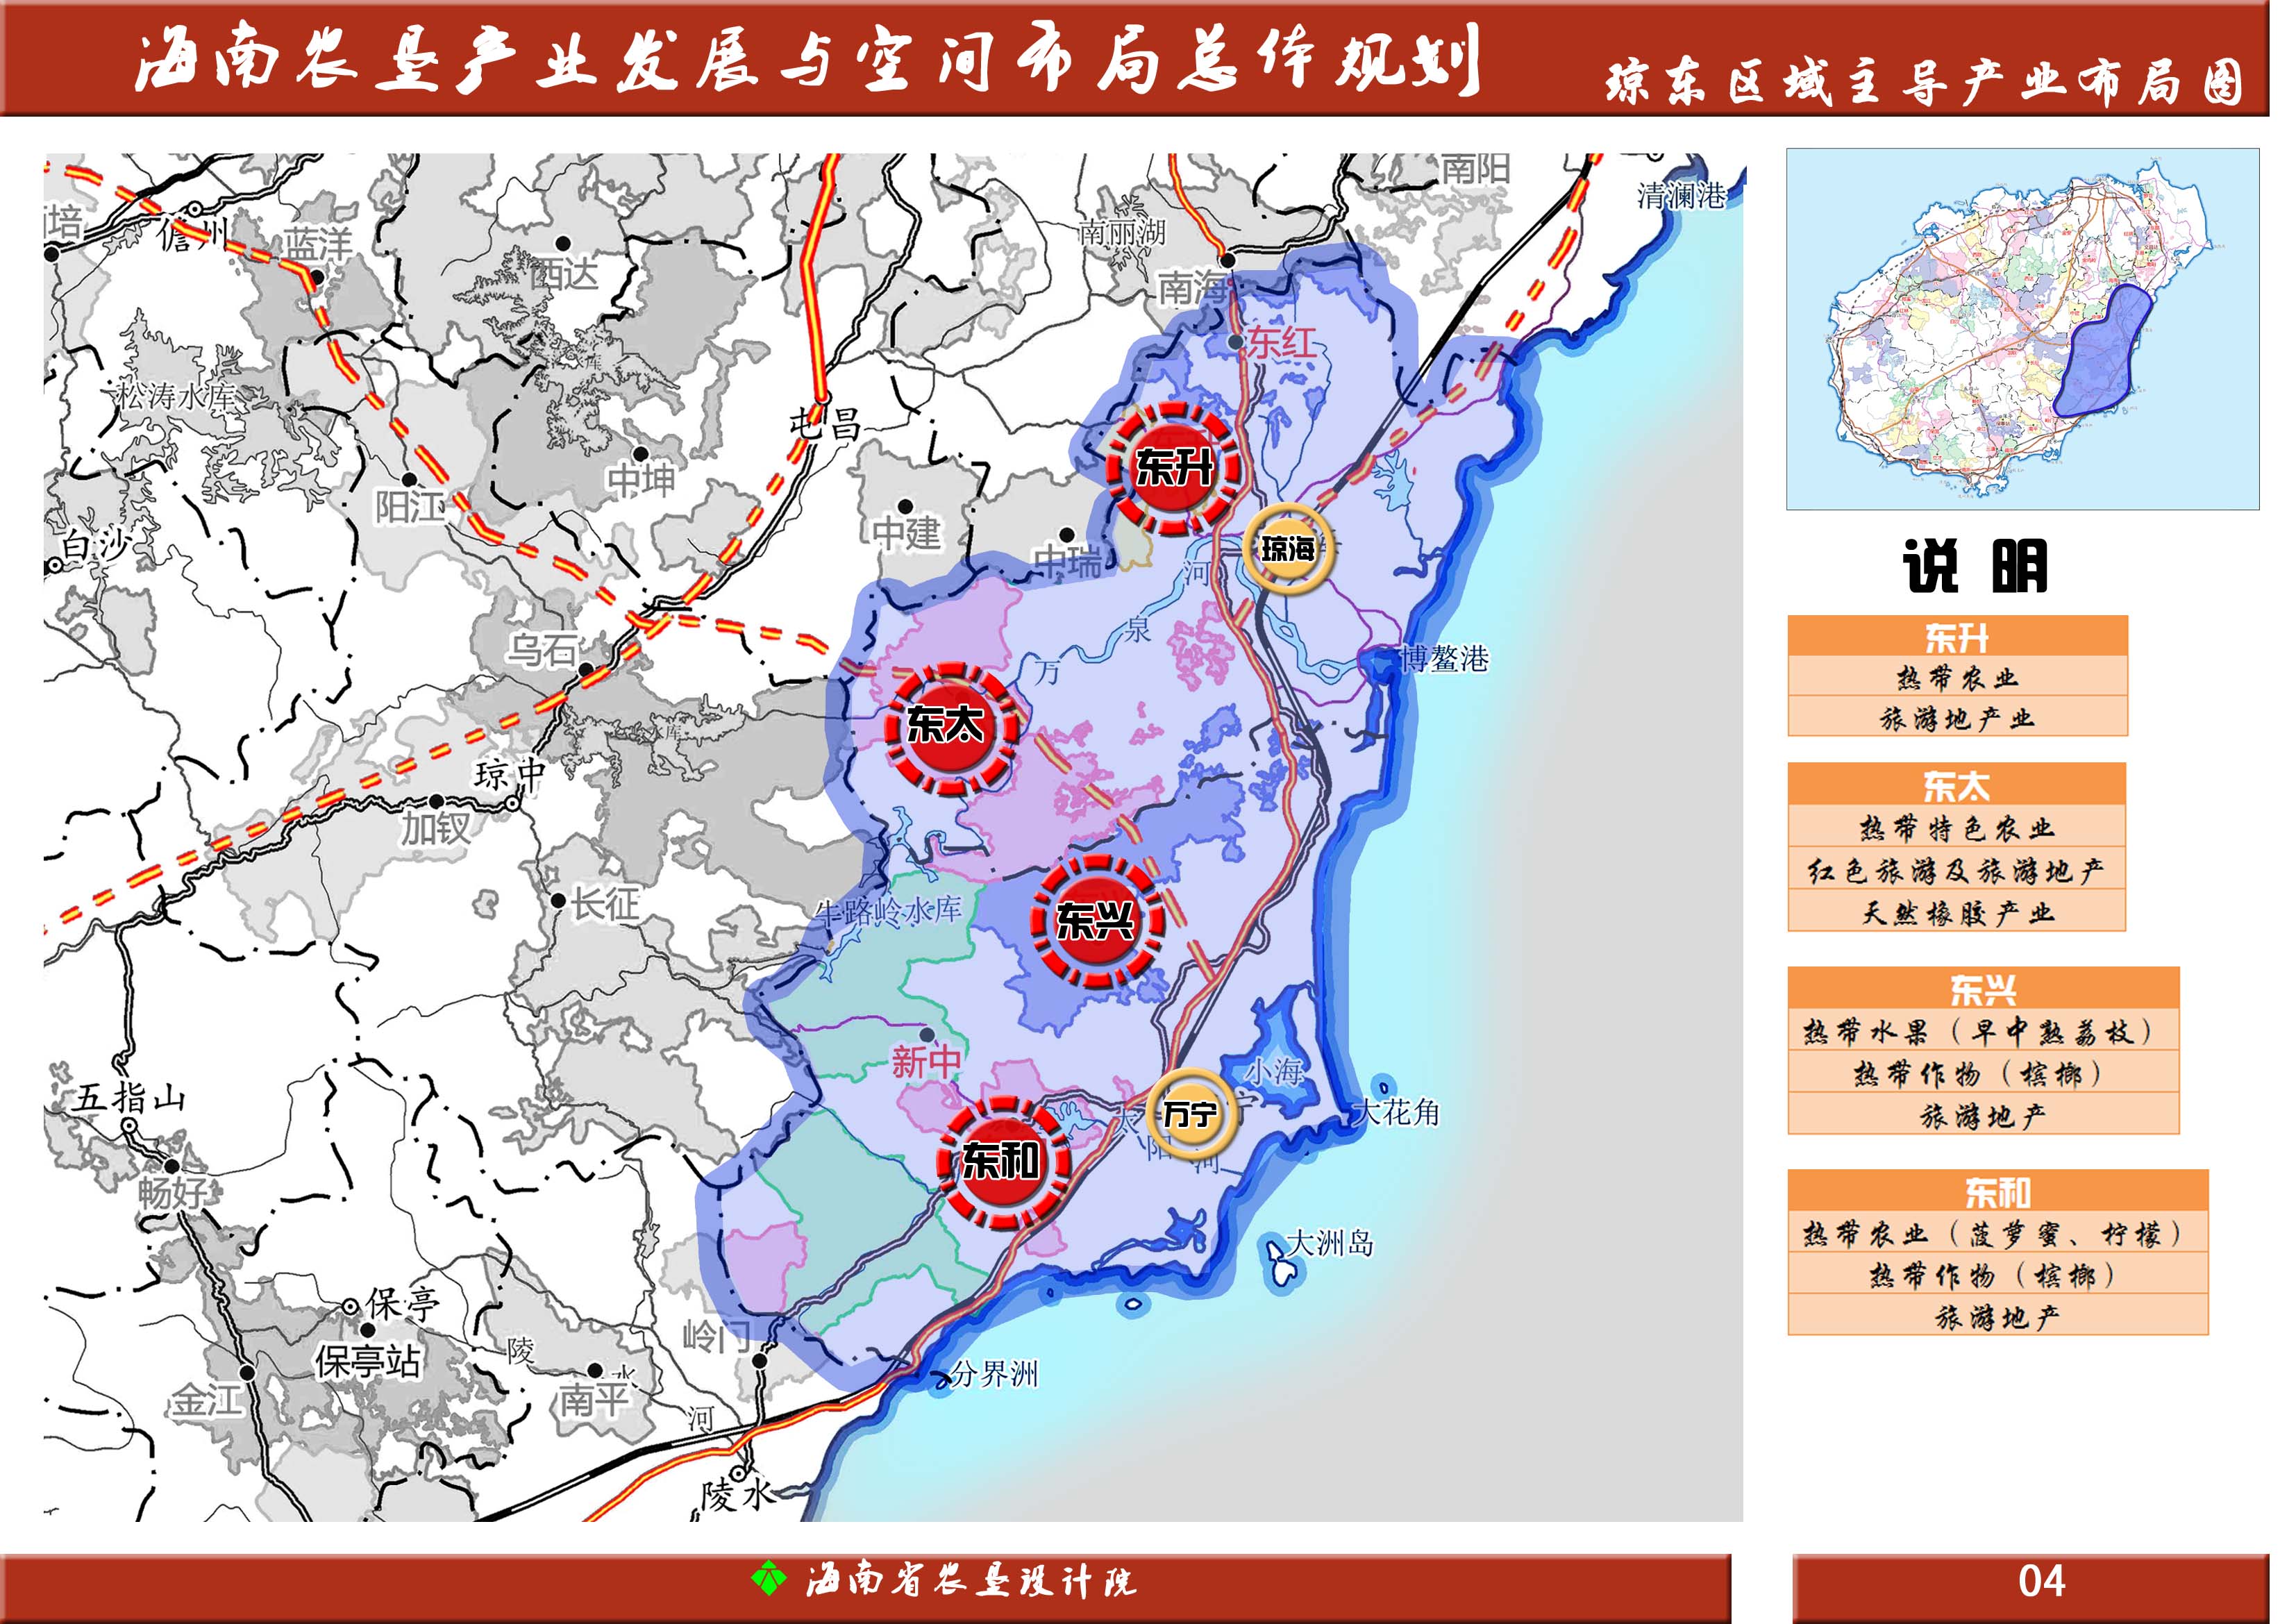 海南农垦产业发展与空间布局总体规划
琼东区域主导产业布局图
南阳
清澜港
儋州
蓝洋
西达
南丽湖
南海
东红
松涛水库
屯昌
中坤
阳江
东升
白沙
中建
中瑞
琼海
河
泉
万
乌石
博鳌港
东太
琼中
加钗
长征
牛路岭水库
东兴
新中
小海
五指山
万宁
大花角
太
阳
河
东和
畅好
大洲岛
保亭
岭门
保亭站
陵
水
河
分界洲
金江
南平
陵水
说明
东升
热带农业
旅游地产业
东太
热带特色农业
红色旅游及旅游地产
天然橡胶产业
东兴
热带水果（早中熟荔枝）
热带作物（槟榔）
旅游地产
东和
热带农业（菠萝蜜、柠檬）
热带作物（槟榔）
旅游地产
海南省农垦设计院
04